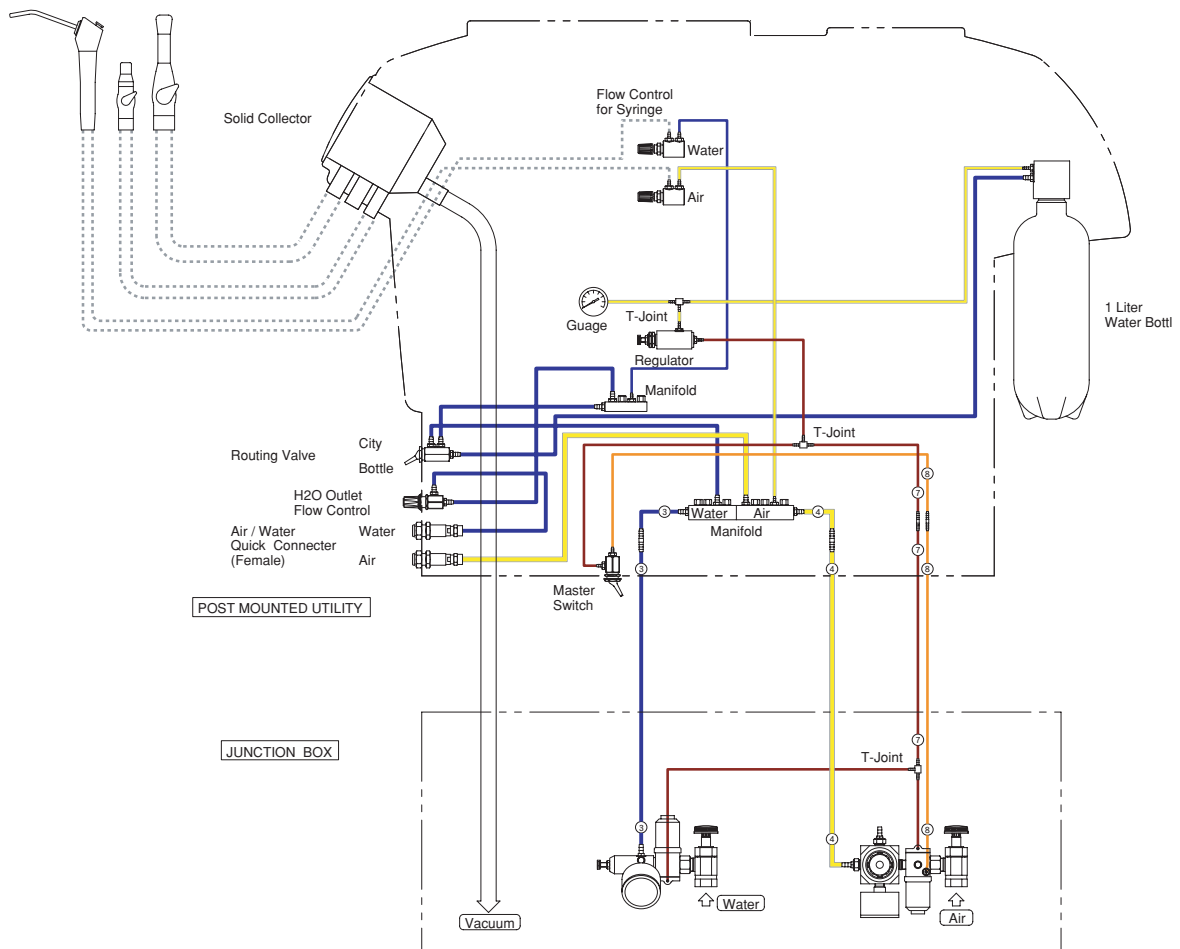 Flow Control
for Syringe
Solid Collector
Water
Air
1 Liter
Water Bottl
Guage
T-Joint
Regulator
Manifold
T-Joint
Routing Valve
City
Bottle
H2O Outlet
Flow Control
Air / Water
Quick Connecter
(Female)
Water
Air
8
7
3
Water
Air
4
Manifold
7
3
4
8
Master
Switch
POST MOUNTED UTILITY
JUNCTION BOX
7
T-Joint
3
4
8
Water
Air
Vacuum